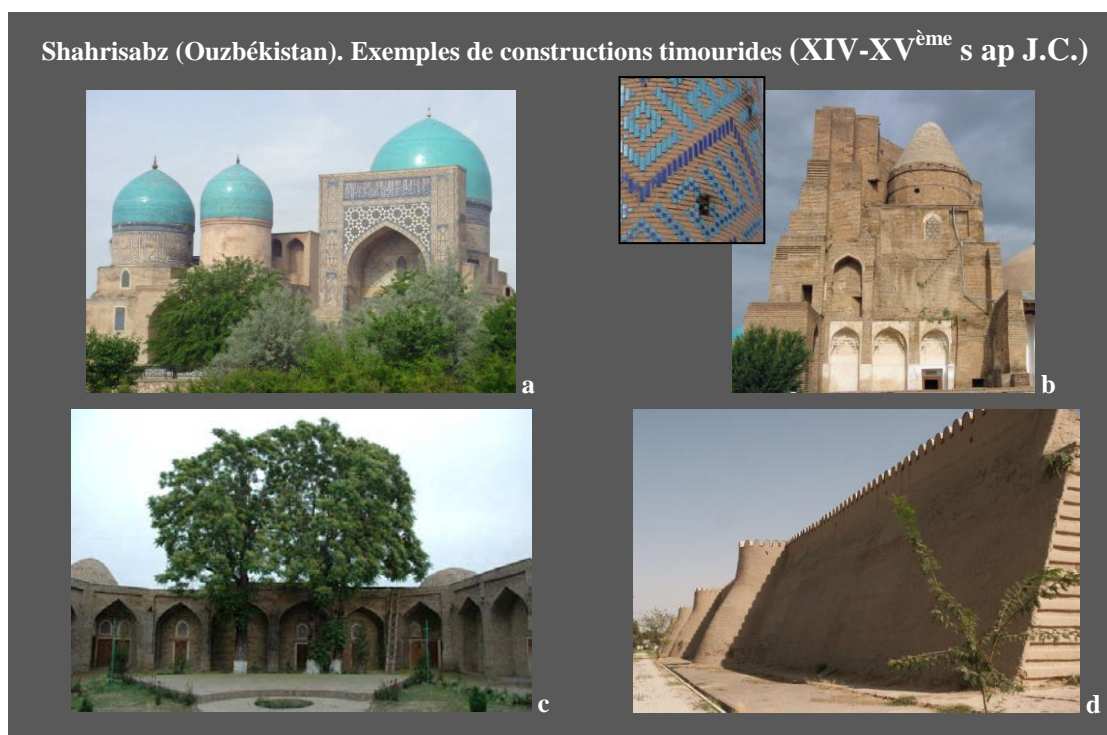 Shahrisabz (Ouzbékistan). Exemples de constructions timourides (XIV-XVème s ap J.C.)
a
b
c
d